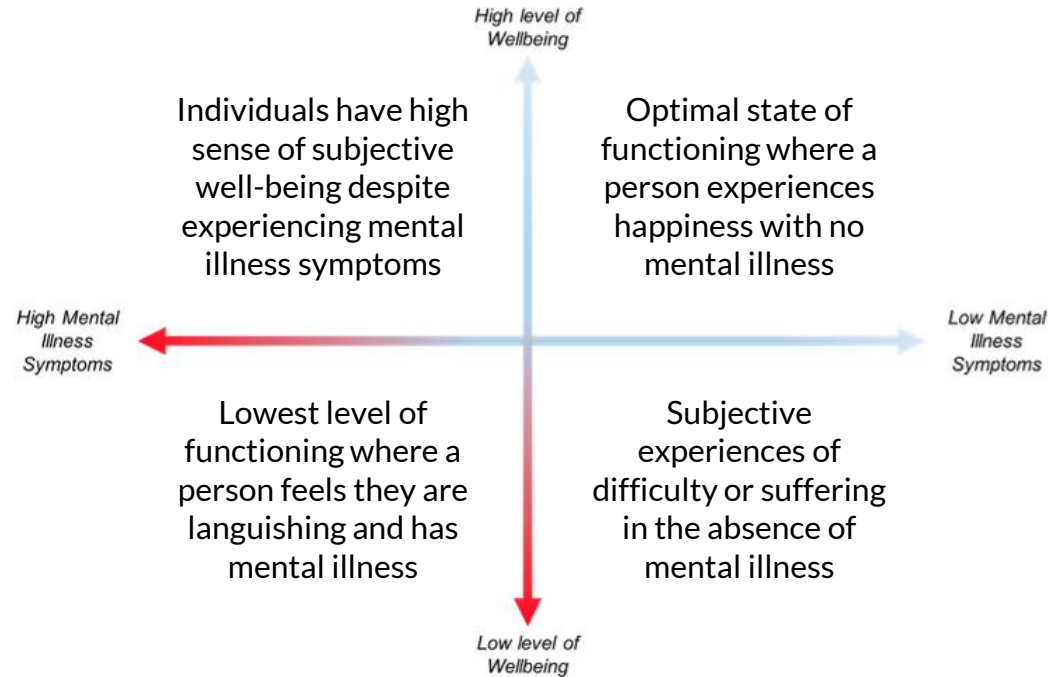 High level of
Wellbeing
Individuals have high
sense of subjective
well-being despite
experiencing mental
illness symptoms
Optimal state of
functioning where a
person experiences
happiness with no
mental illness
High Mental
Illness
Symptoms
Low Mental
Illness
Symptoms
Lowest level of
functioning where a
person feels they are
languishing and has
mental illness
Subjective
experiences of
difficulty or suffering
in the absence of
mental illness
Low level of
Wellbeing